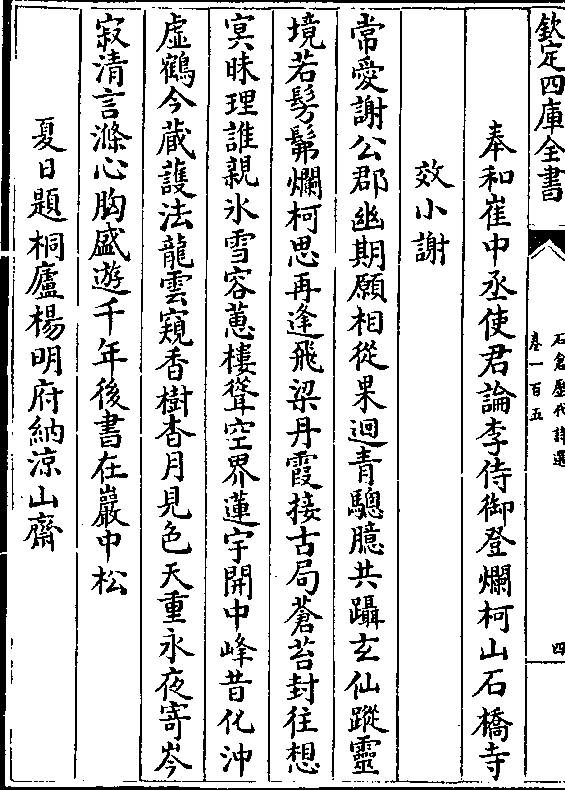 欽定四庫全書
石倉歷代詩選
卷一百五
四
奉和崔中丞使君論李侍御登爛柯山石橋寺
效小謝
常愛謝公郡幽期願相從果迴青驄臆共躡玄仙蹤靈
境若髣髴爛柯思再逢飛梁丹霞接古局蒼苔封往想
冥昧理誰親氷雪容蔥樓聳空界蓮宇開中峰昔化沖
虛鶴今藏護法龍雲窺香樹沓月見色天重永夜寄岑
寂清言滌心胸盛遊千年後書在巖中松
夏日題桐廬楊明府納凉山齋